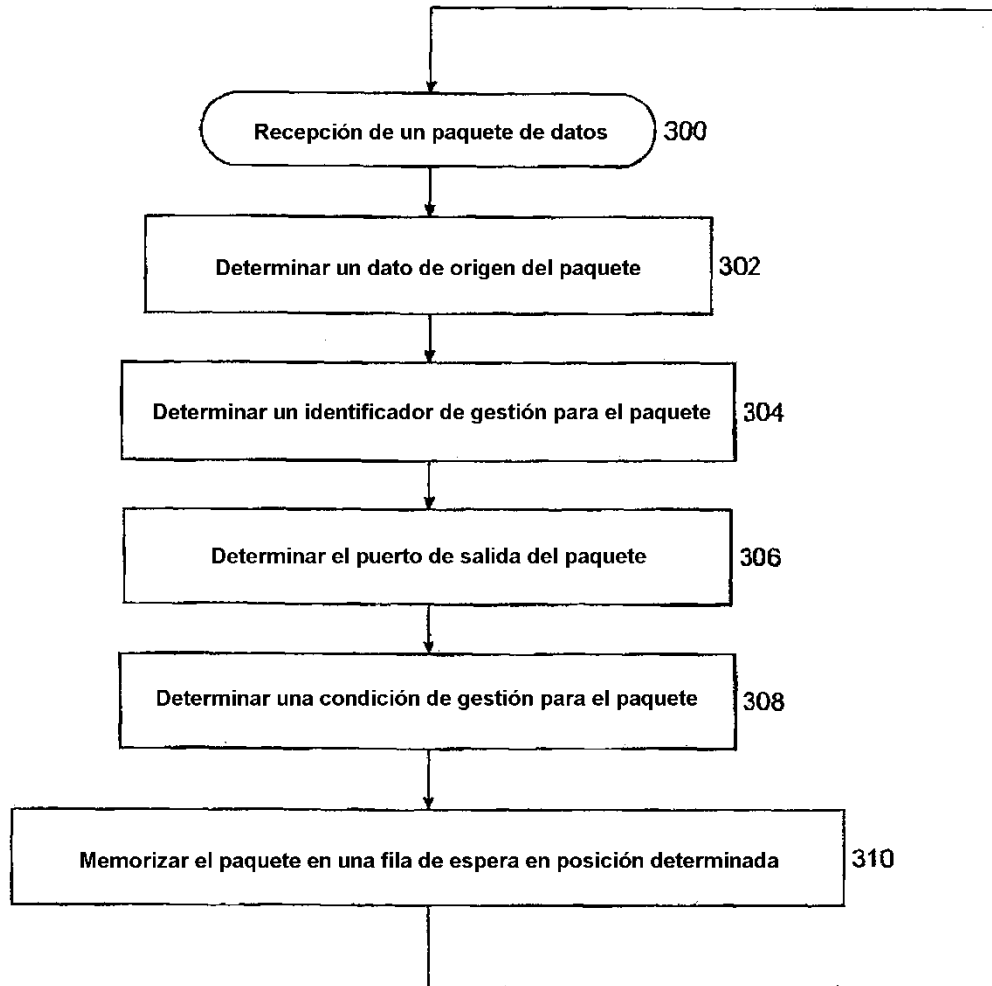 Recepción de un paquete de datos 300
Determinar un dato de origen del paquete 302
Determinar un identificador de gestión para el paquete 304
Determinar el puerto de salida del paquete 306
Determinar una condición de gestión para el paquete 308
Memorizar el paquete en una fila de espera en posición determinada 310